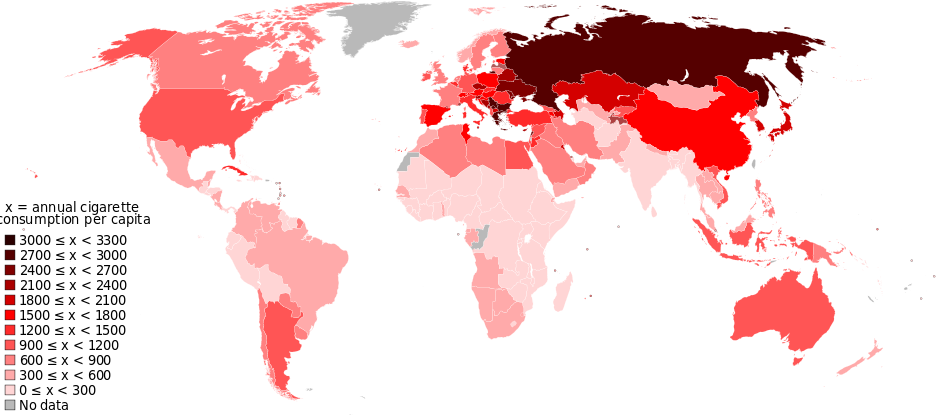 x = annual cigarette
consumption per capita
3000 ≤ x < 3300
2700 ≤ x < 3000
2400 ≤ x < 2700
2100 ≤ x < 2400
1800 ≤ x < 2100
1500 ≤ x < 1800
1200 ≤ x < 1500
900 ≤ x < 1200
600 ≤ x < 900
300 ≤ x < 600
0 ≤ x < 300
No data